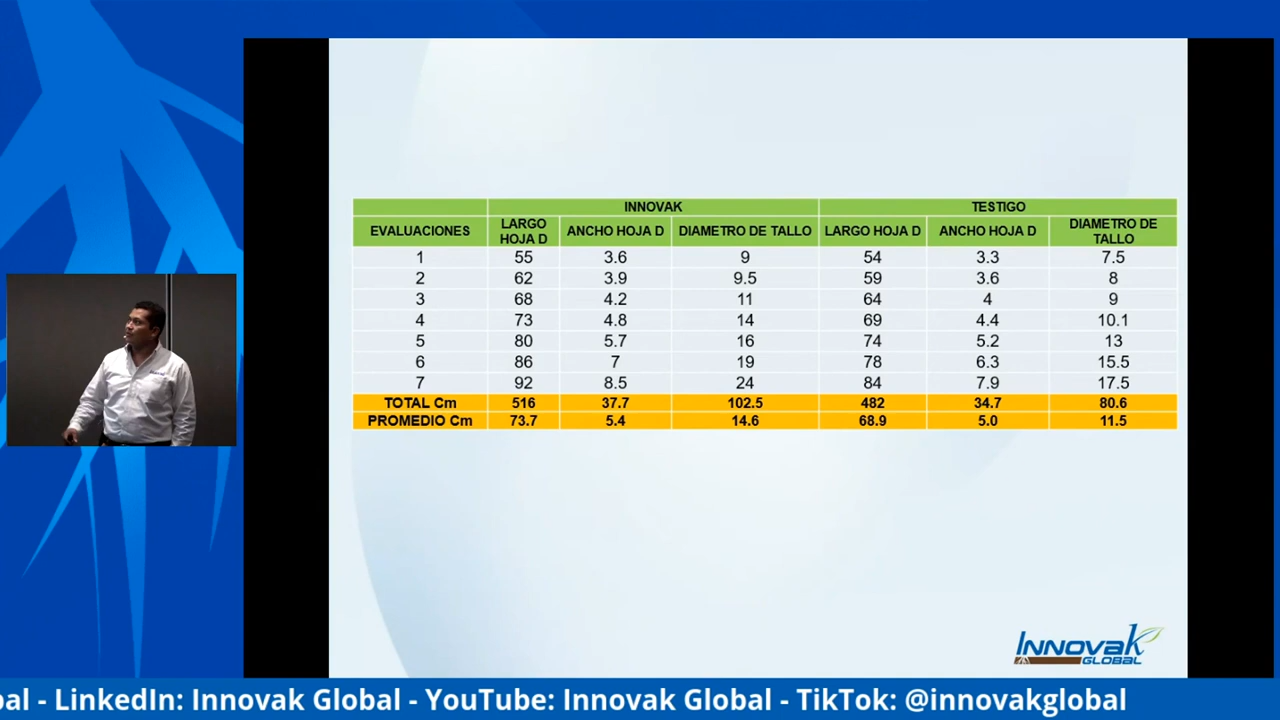 INNOVAK TESTIGO
EVALUACIONES LARGO HOJA D ANCHO HOJA D DIAMETRO DE TALLO LARGO HOJA D ANCHO HOJA D DIAMETRO DE TALLO
1 55 3.6 9 54 3.3 7.5
2 62 3.9 9.5 59 3.6 8
3 68 4.2 11 64 4 9
4 73 4.8 14 69 4.4 10.1
5 80 5.7 16 74 5.2 13
6 86 7 19 78 6.3 15.5
7 92 8.5 24 84 7.9 17.5
TOTAL Cm 516 37.7 102.5 482 34.7 80.6
PROMEDIO Cm 73.7 5.4 14.6 68.9 5.0 11.5
Innovak
GLOBAL
bal - LinkedIn: Innovak Global - YouTube: Innovak Global - TikTok: @innovakglobal